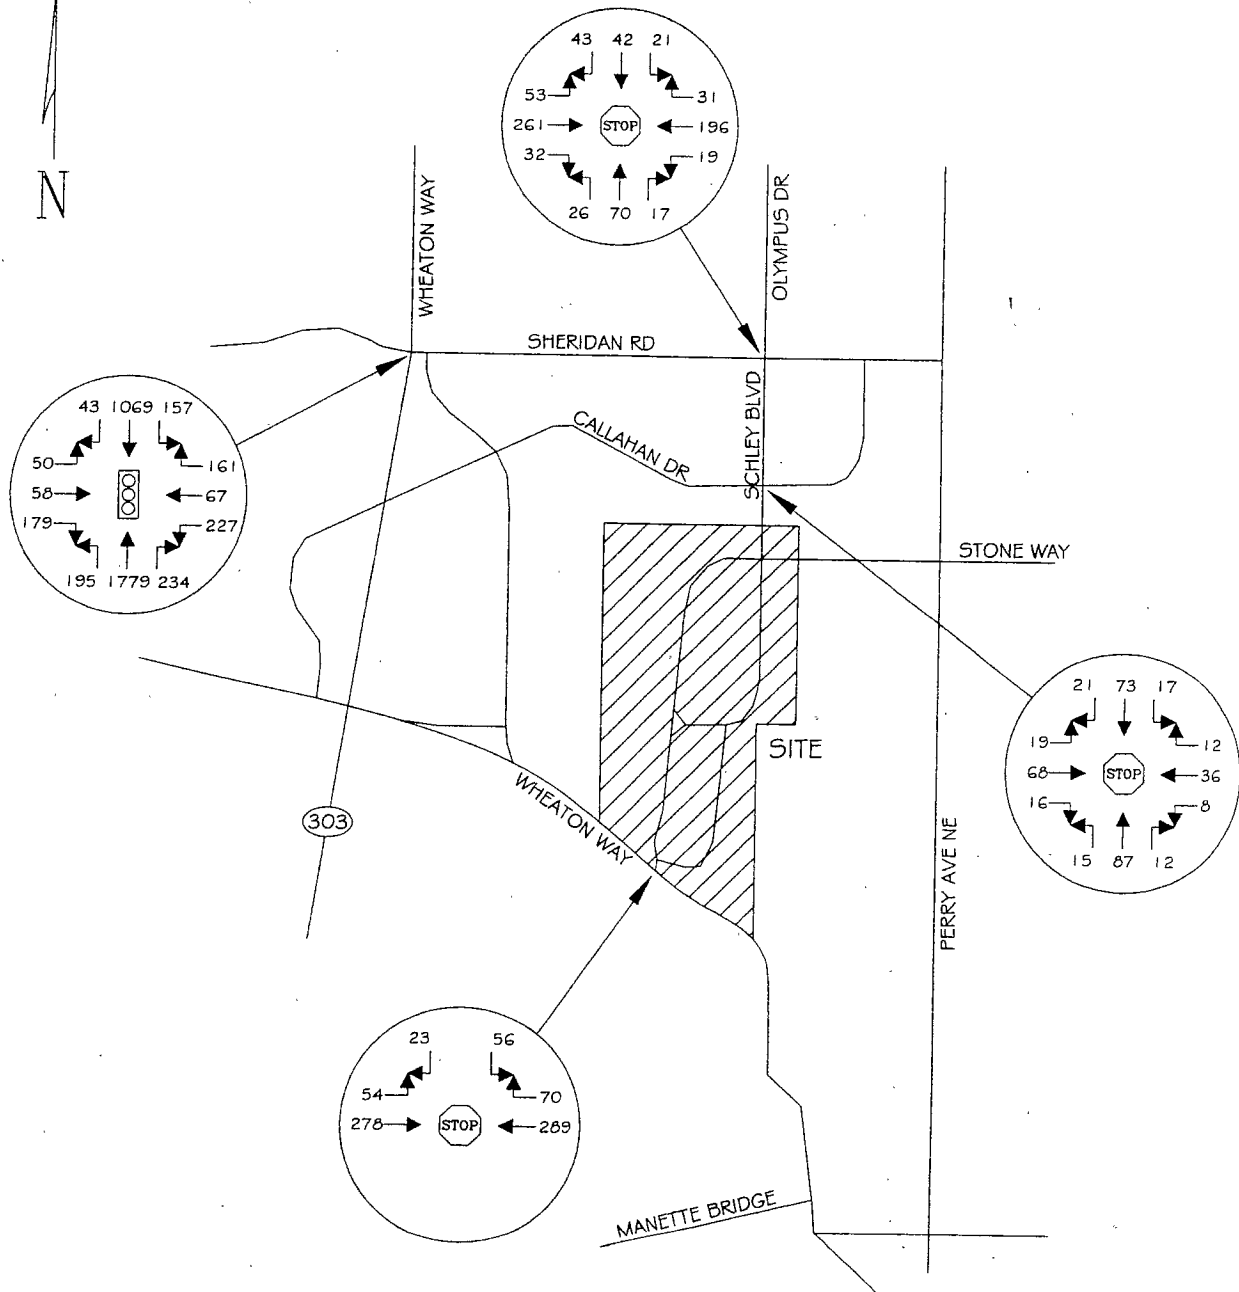 43 42 21
53 31
261 STOP 196
32 19
26 70 17
N
WHEATON WAY
OLYMPUS DR
SHERIDAN RD
SCHLEY BLVD
CALLAHAN DR
43 1069 157
50 161
58 67
179 227
195 1779 234
STONE WAY
SITE
21 73 17
19 12
68 STOP 36
16 8
15 87 12
303
WHEATON WAY
PERRY AVE NE
23 56
54 70
278 STOP 289
MANETTE BRIDGE